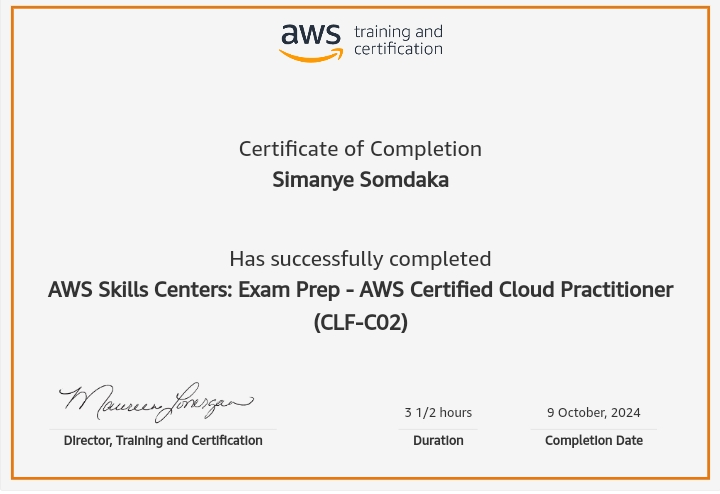 aws training and
certification
Certificate of Completion
Simanye Somdaka
Has successfully completed
AWS Skills Centers: Exam Prep - AWS Certified Cloud Practitioner
(CLF-C02)
Maureen Lonergan
Director, Training and Certification
3 1/2 hours
Duration
9 October, 2024
Completion Date